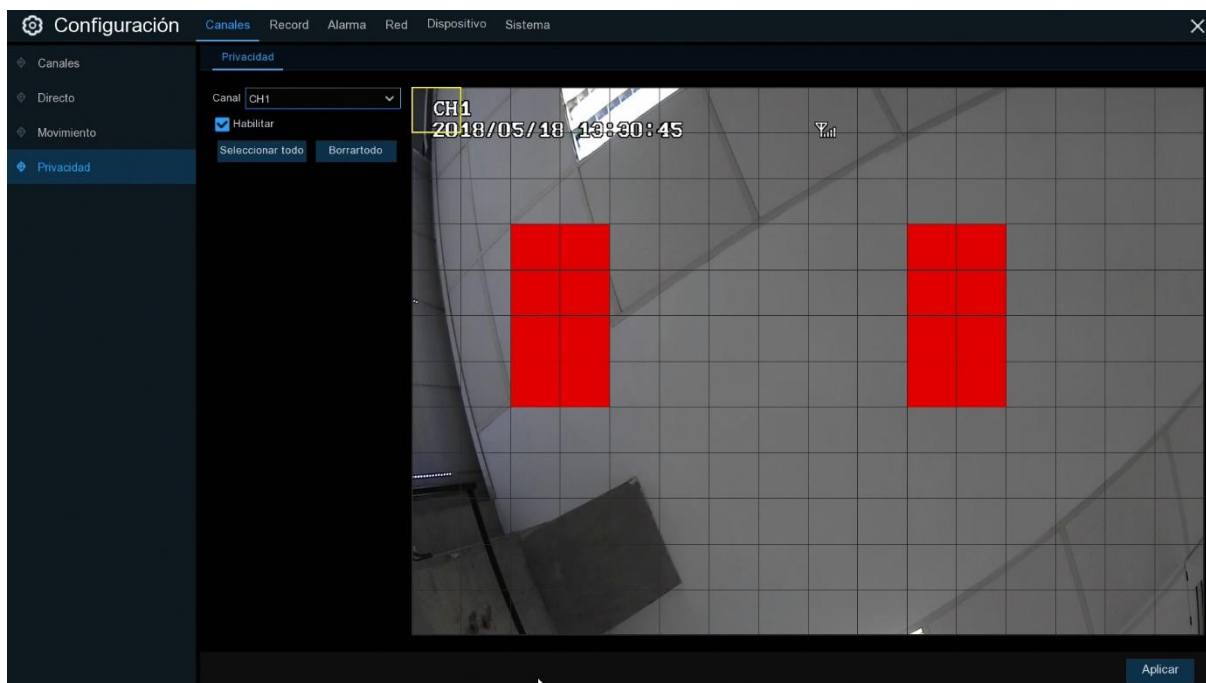 Configuración Canales Record Alarma Red Dispositivo Sistema
Canales
Directo
Movimiento
Privacidad
Privacidad
Canal CH1
Habilitar
Seleccionar todo Borrartodo
CH1
2018/05/18 13:30:45
Aplicar